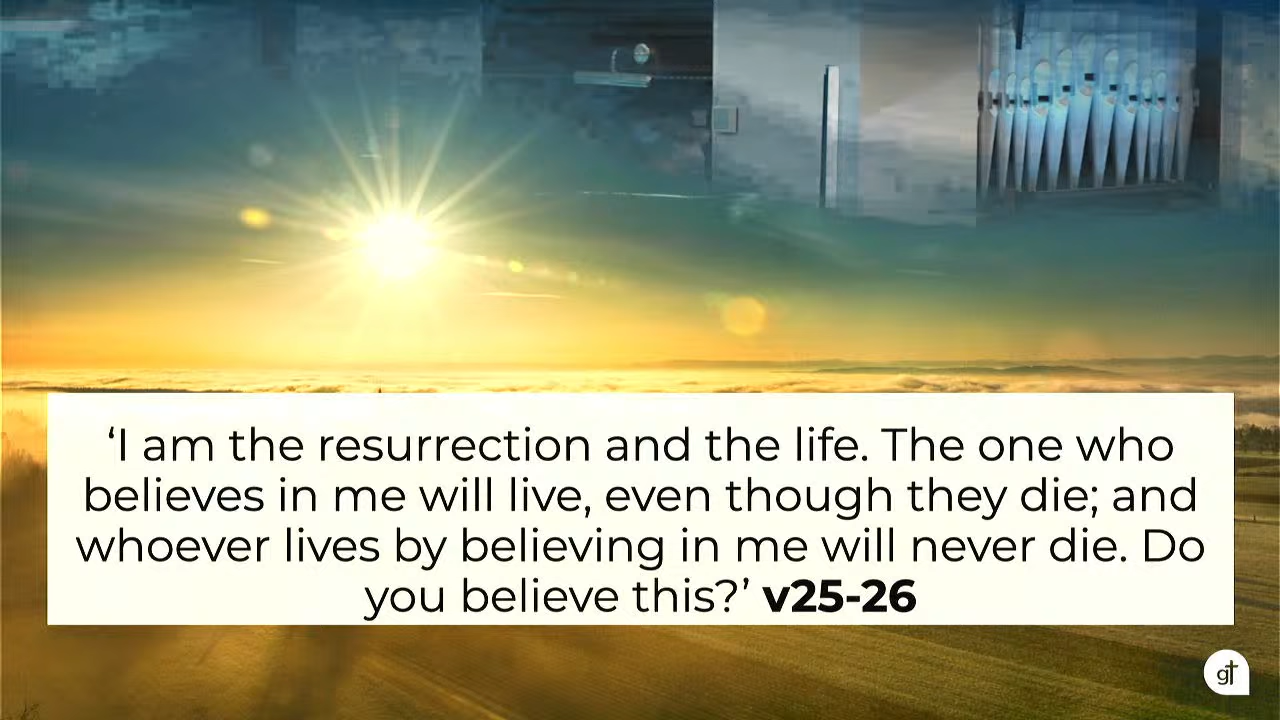 ‘I am the resurrection and the life. The one who
believes in me will live, even though they die; and
whoever lives by believing in me will never die. Do
you believe this?’ v25-26
gt